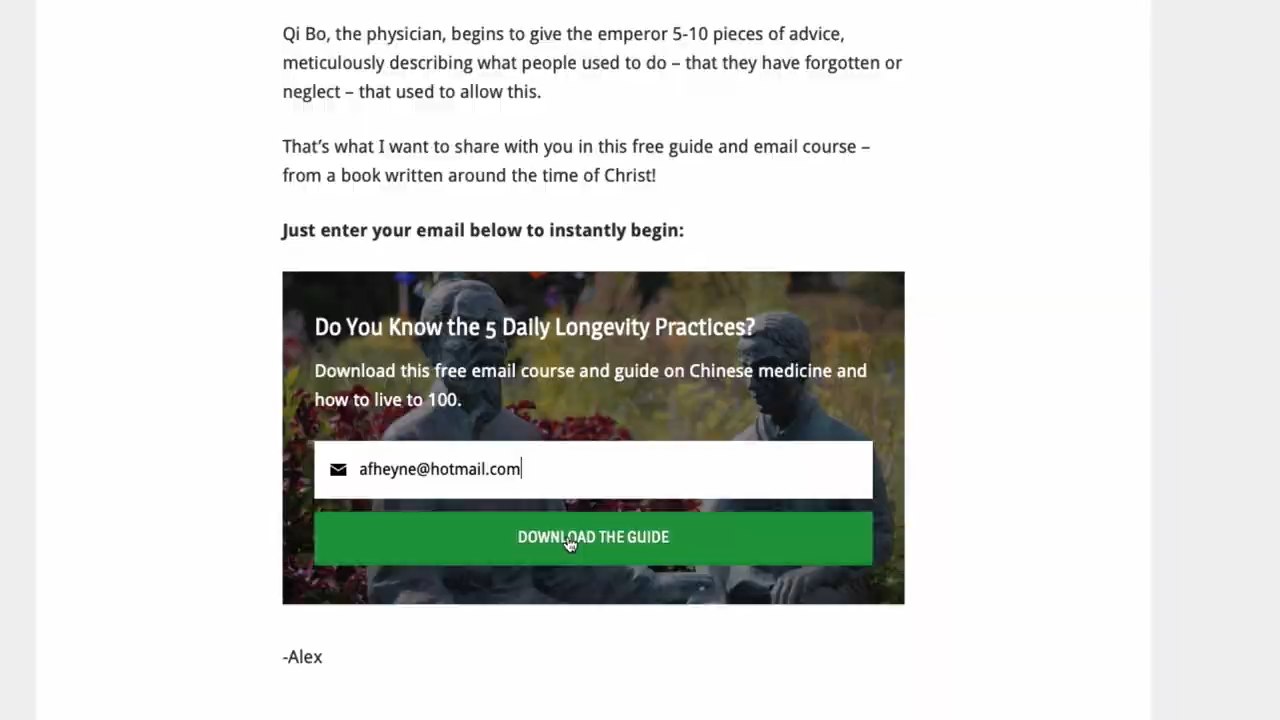 Qi Bo, the physician, begins to give the emperor 5-10 pieces of advice,
meticulously describing what people used to do – that they have forgotten or
neglect – that used to allow this.
That's what I want to share with you in this free guide and email course –
from a book written around the time of Christ!
Just enter your email below to instantly begin:
Do You Know the 5 Daily Longevity Practices?
Download this free email course and guide on Chinese medicine and
how to live to 100.
afheyne@hotmail.com
DOWNLOAD THE GUIDE
-Alex